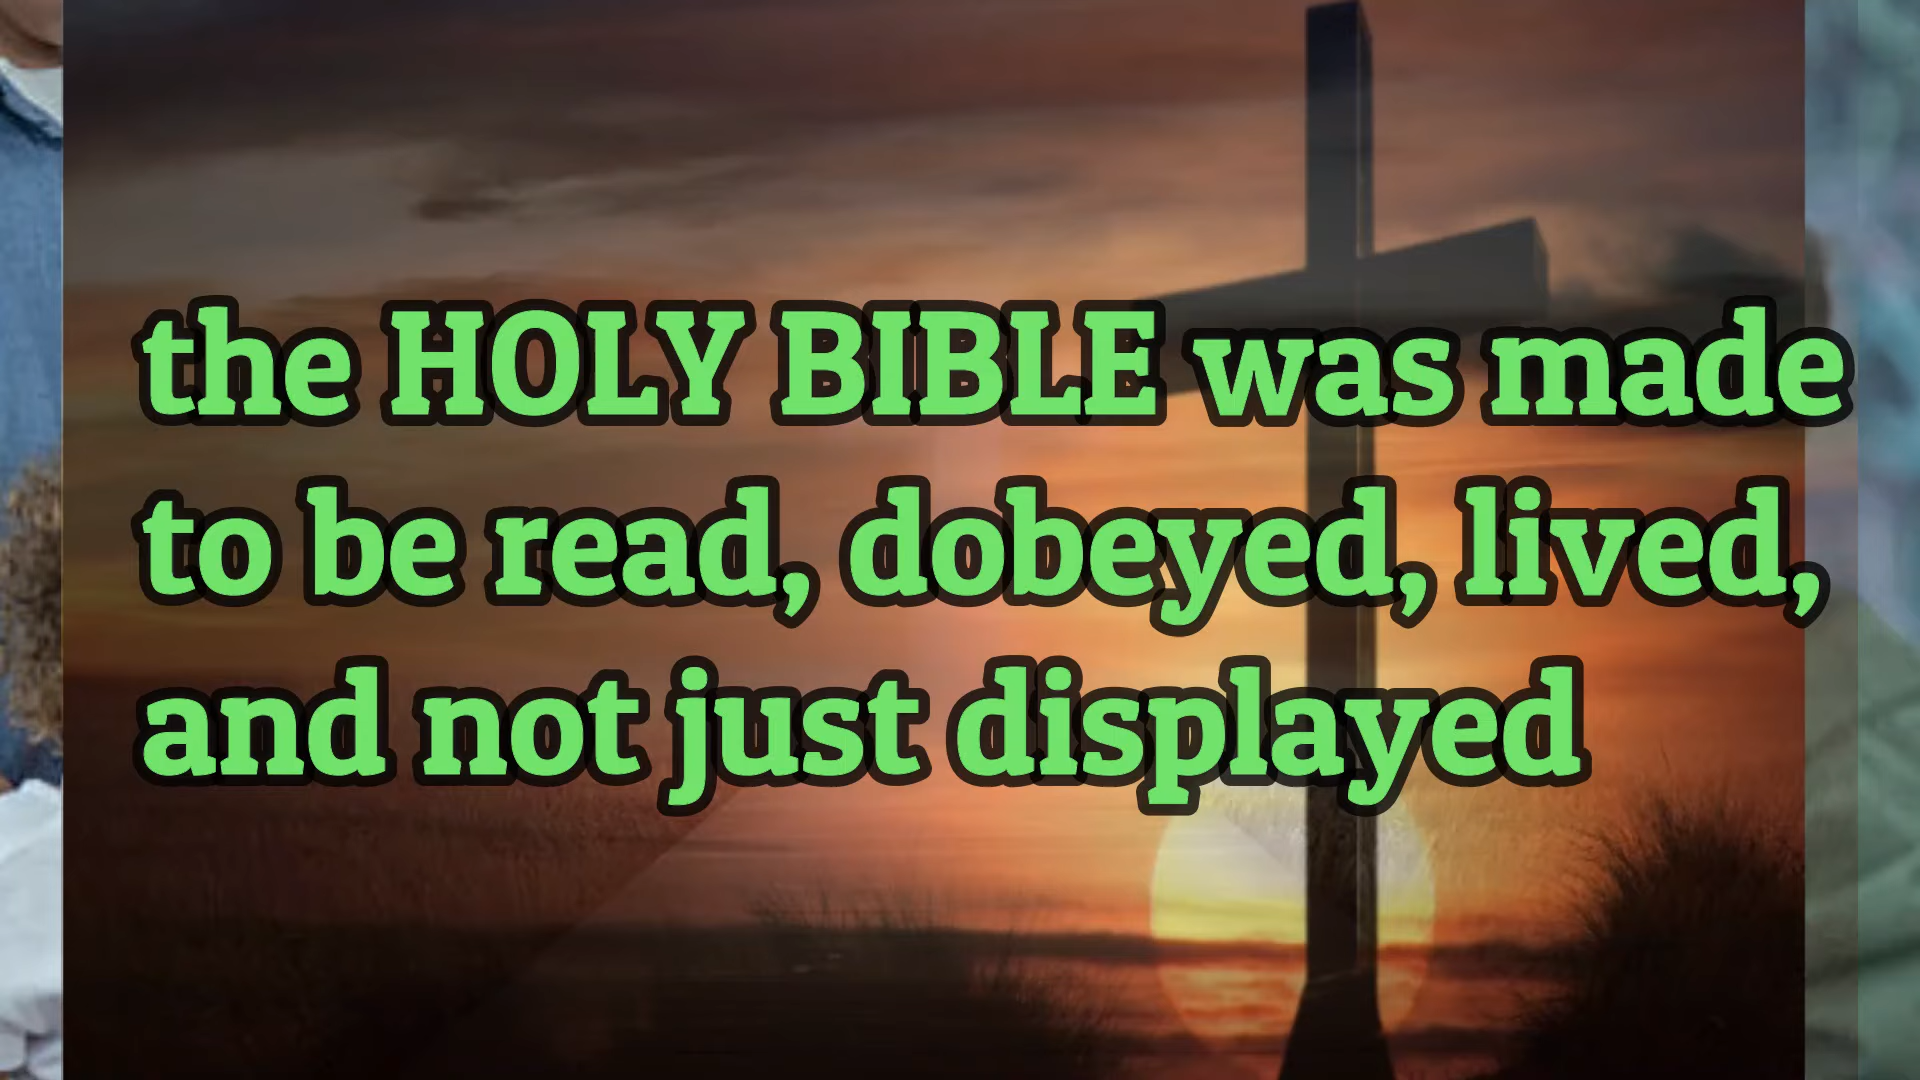 the HOLY BIBLE was made
to be read, dobeyed, lived,
and not just displayed